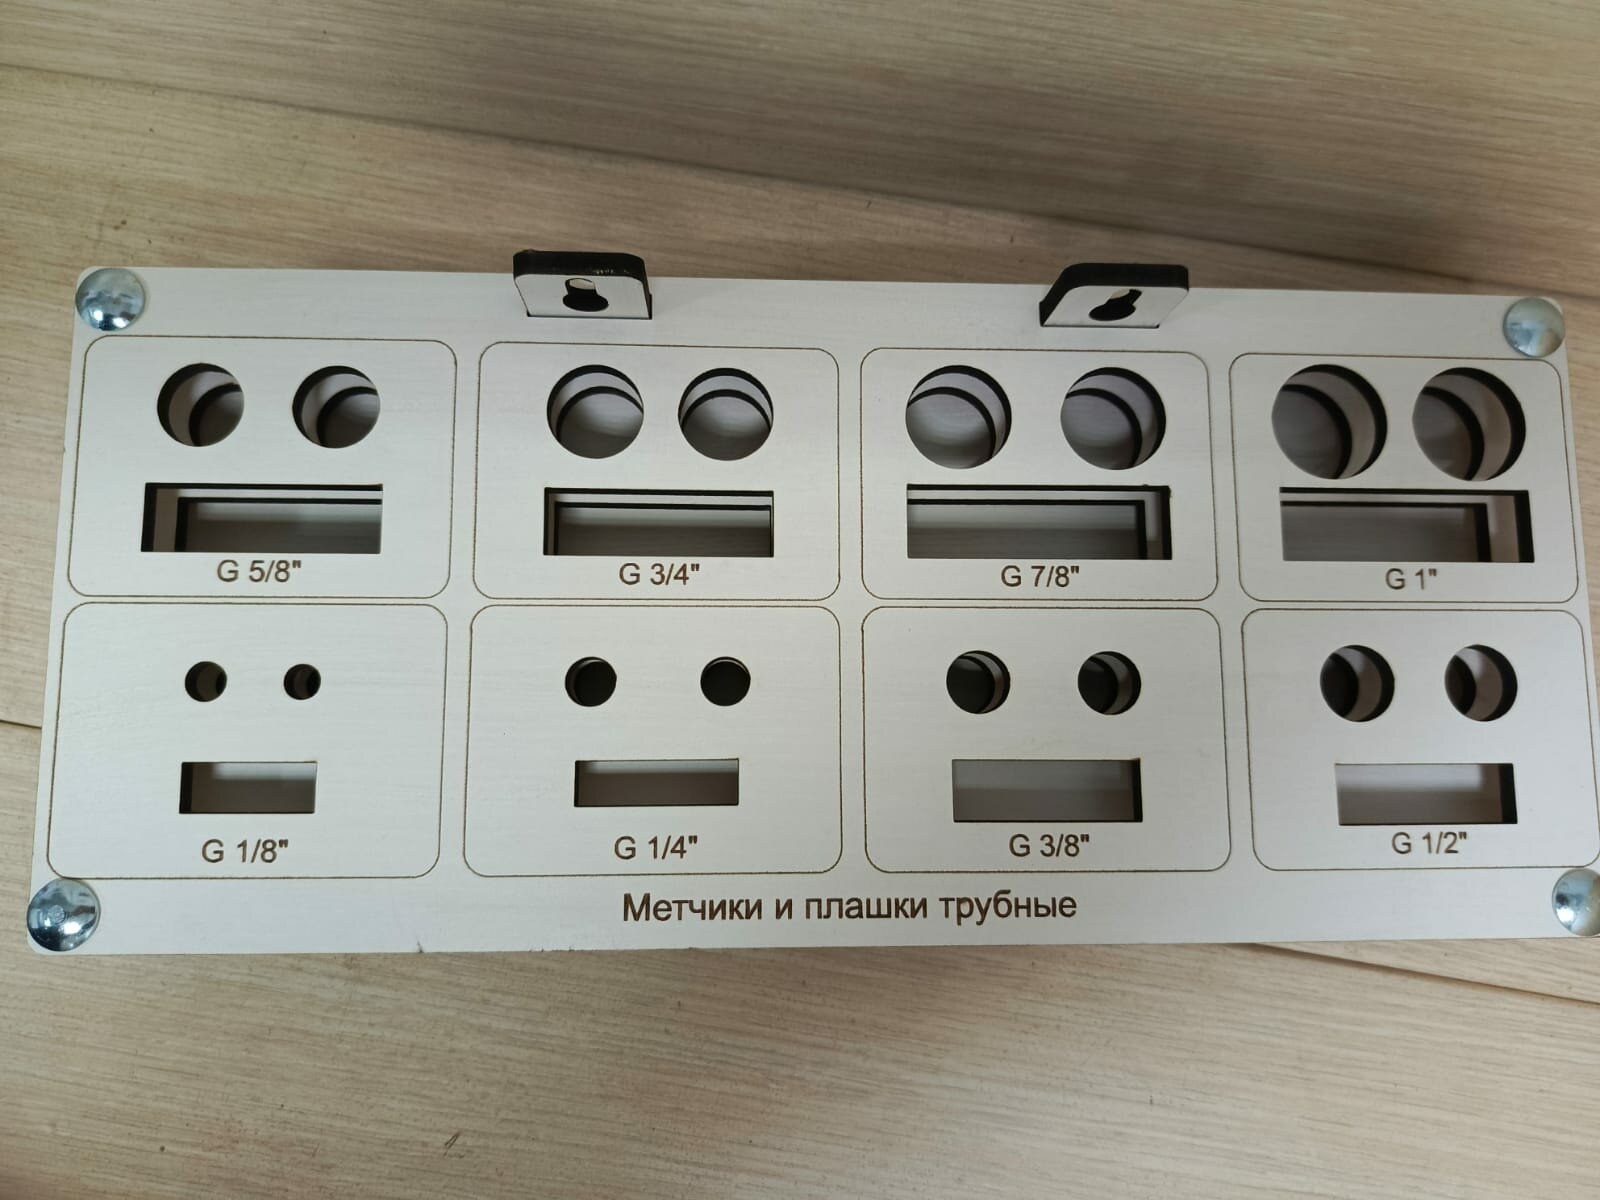 G 5/8"
G 3/4"
G 7/8"
G 1"
G 1/8"
G 1/4"
G 3/8"
G 1/2"
Метчики и плашки трубные